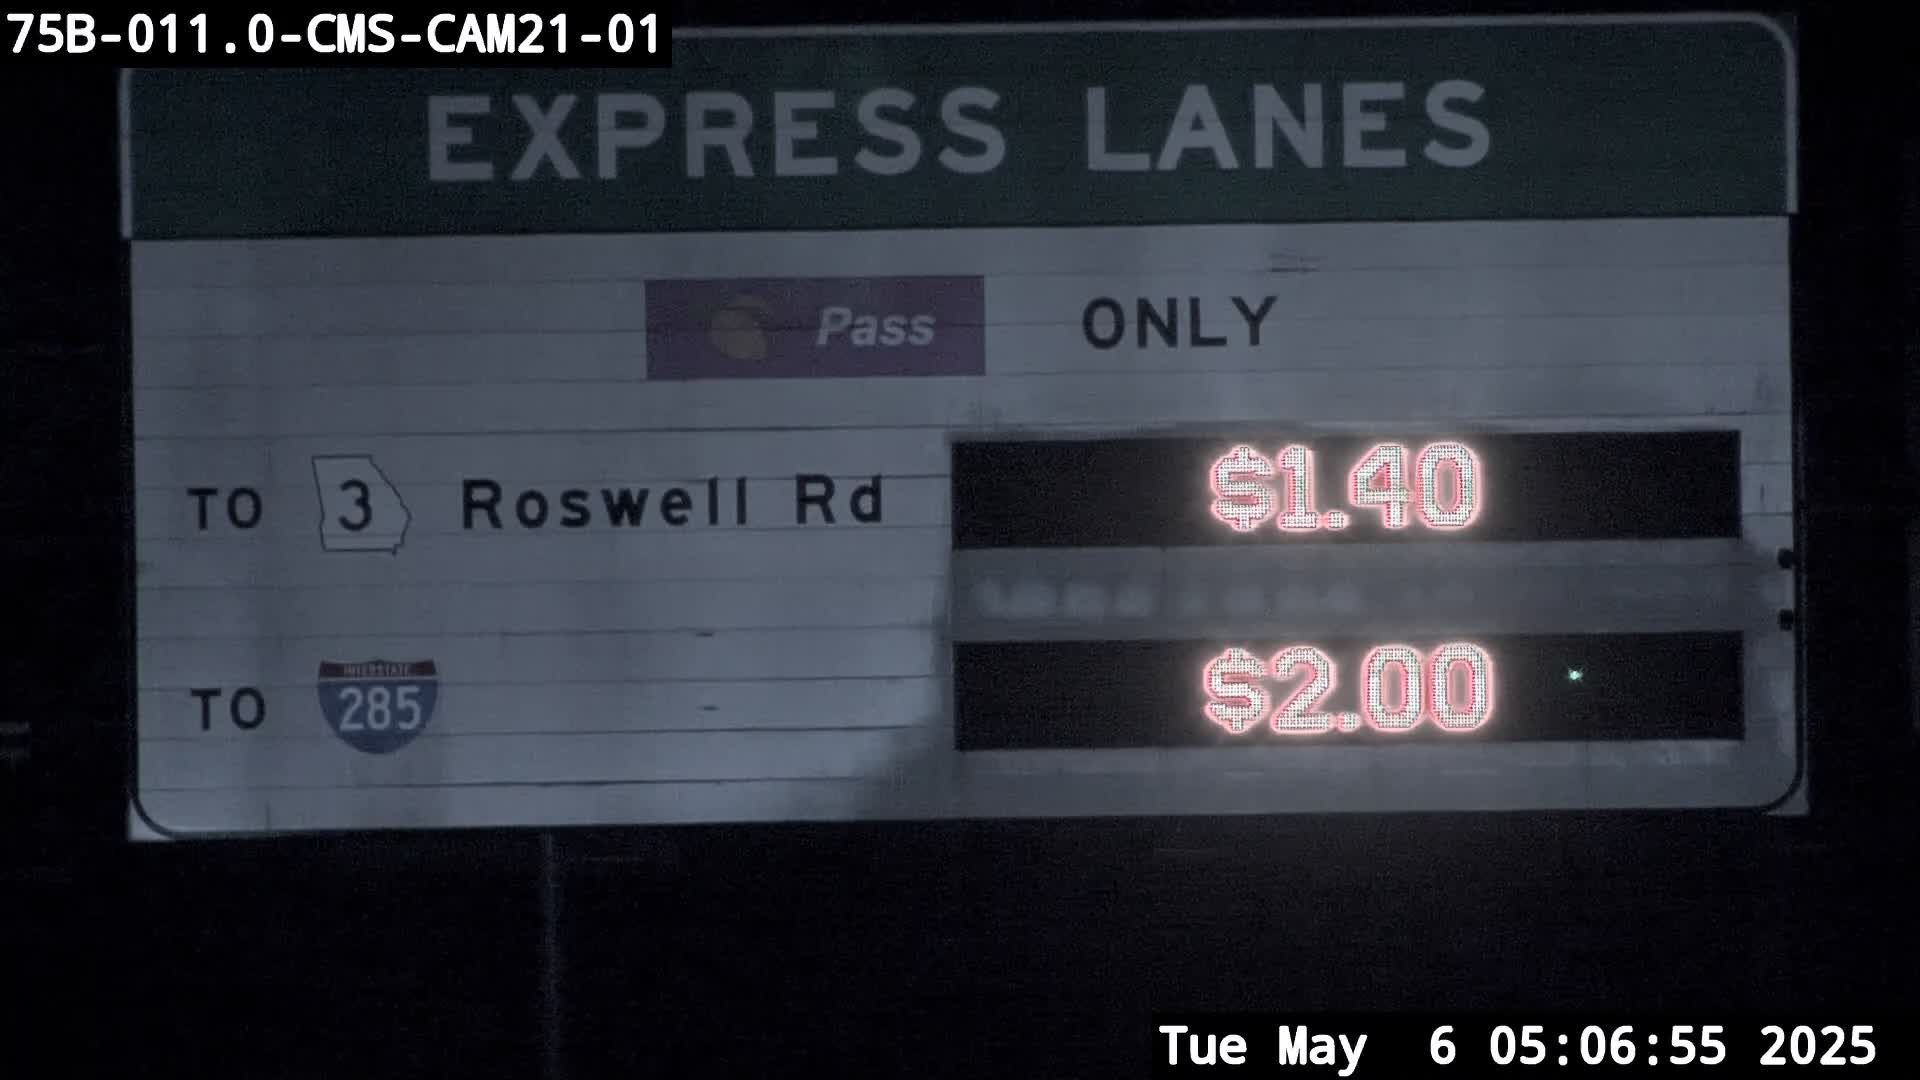 75B-011.0-CMS-CAM21-01
EXPRESS LANES
Pass ONLY
TO 3 Roswell Rd $1.40
TO INTERSTATE 285 $2.00
Tue May 6 05:06:55 2025